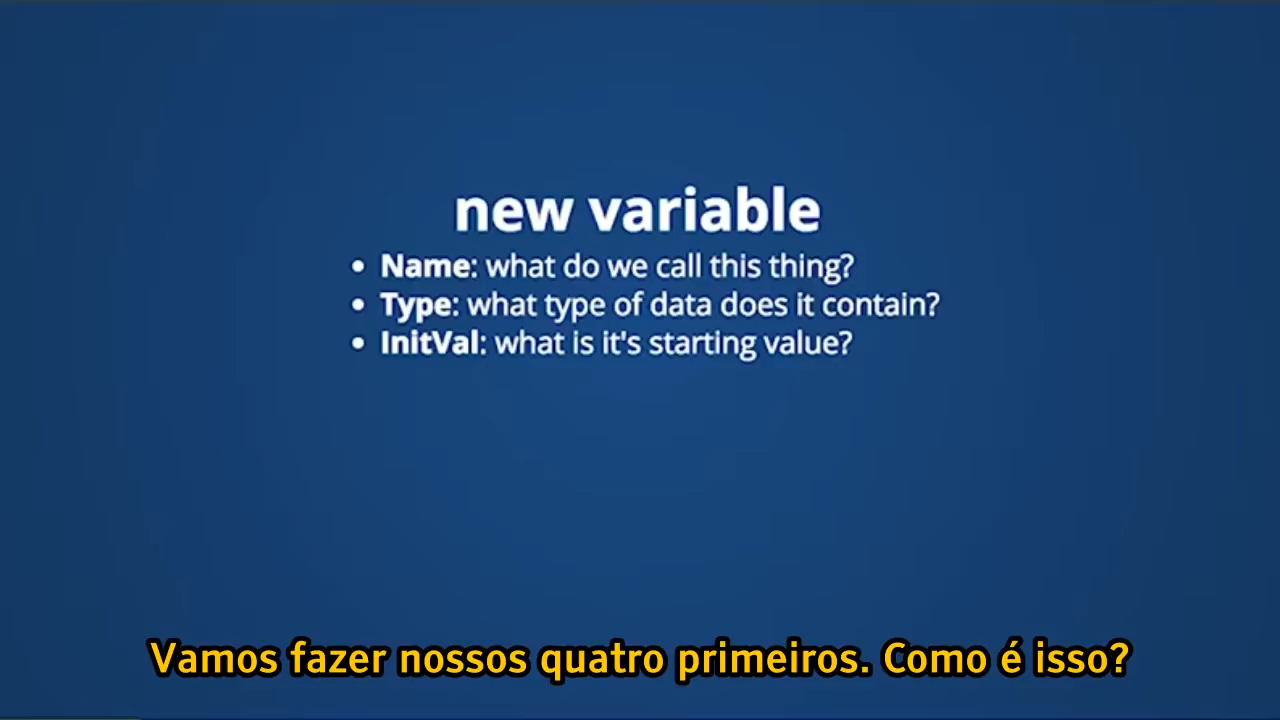 new variable
• Name: what do we call this thing?
• Type: what type of data does it contain?
• InitVal: what is it's starting value?
Vamos fazer nossos quatro primeiros. Como é isso?